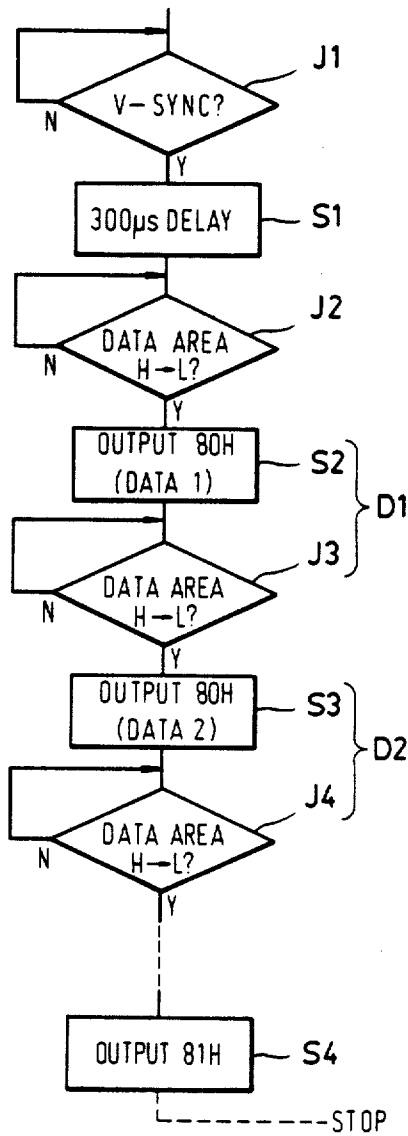 J1
V-SYNC?
N
Y
300µs DELAY
S1
J2
DATA AREA
H→L?
N
Y
OUTPUT 80H
(DATA 1)
S2
D1
J3
DATA AREA
H→L?
N
Y
OUTPUT 80H
(DATA 2)
S3
D2
J4
DATA AREA
H→L?
N
Y
OUTPUT 81H
S4
STOP